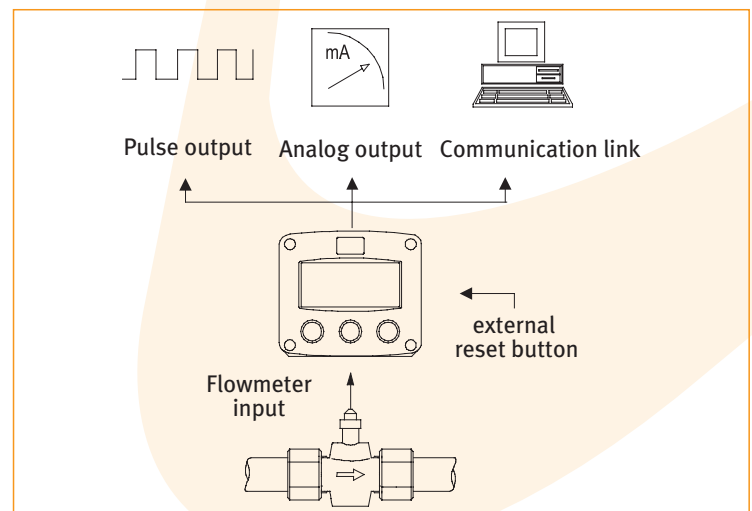 mA
Pulse output
Analog output
Communication link
external
reset button
Flowmeter
input